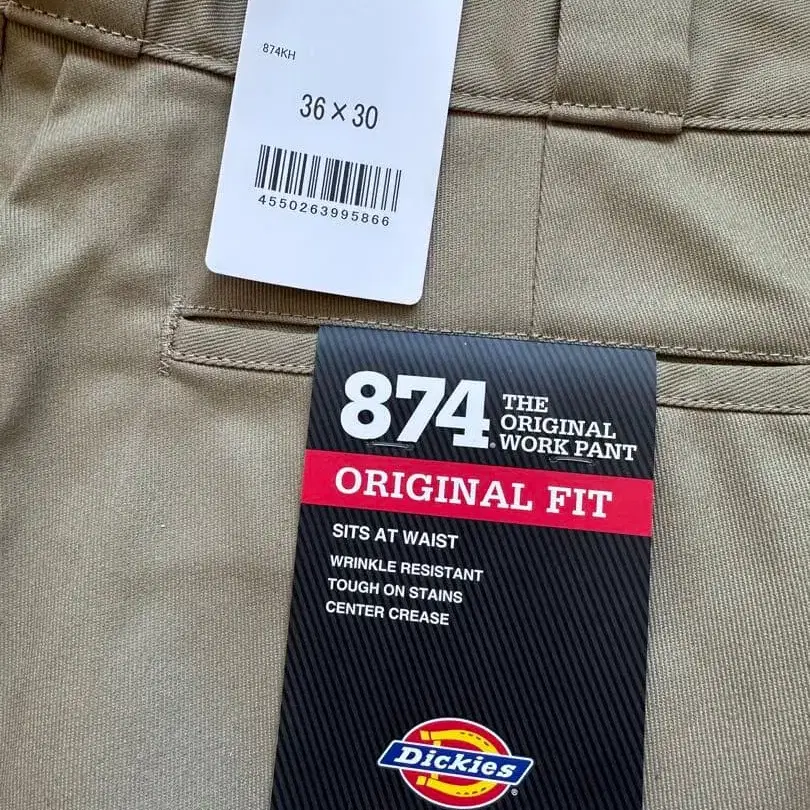 874KH
36×30
4550263995866
874® THE
ORIGINAL
WORK PANT
ORIGINAL FIT
SITS AT WAIST
WRINKLE RESISTANT
TOUGH ON STAINS
CENTER CREASE
Dickies®